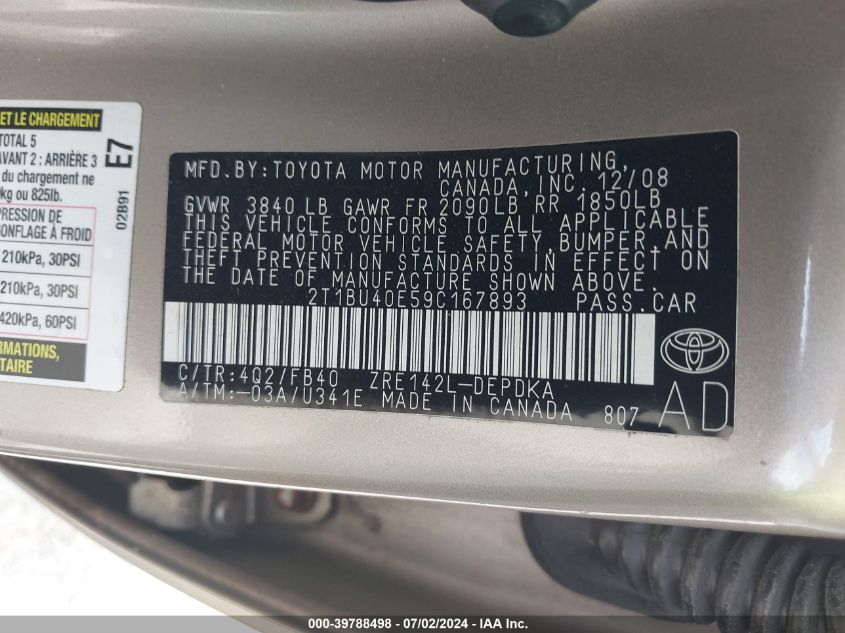 ET LE CHARGEMENT
TOTAL 5
AVANT 2 : ARRIÈRE 3
du chargement ne
kg ou 825lb.
E7
02B91
PRESSION DE
GONFLAGE À FROID
210kPa, 30PSI
210kPa, 30PSI
420kPa, 60PSI
MFD. BY: TOYOTA MOTOR MANUFACTURING,
CANADA, INC. 12/08
GVWR 3840 LB GAWR FR 2090LB, RR 1850LB
THIS VEHICLE CONFORMS TO ALL APPLICABLE
FEDERAL MOTOR VEHICLE SAFETY, BUMPER, AND
THEFT PREVENTION STANDARDS IN EFFECT ON
THE DATE OF MANUFACTURE SHOWN ABOVE.
2T1BU40E59C167893 PASS. CAR
C/TR: 4Q2/FB40 ZRE142L-DEPDKA
A/TM: -03A/U341E MADE IN CANADA 807
AD
000-39788498 - 07/02/2024 - IAA Inc.